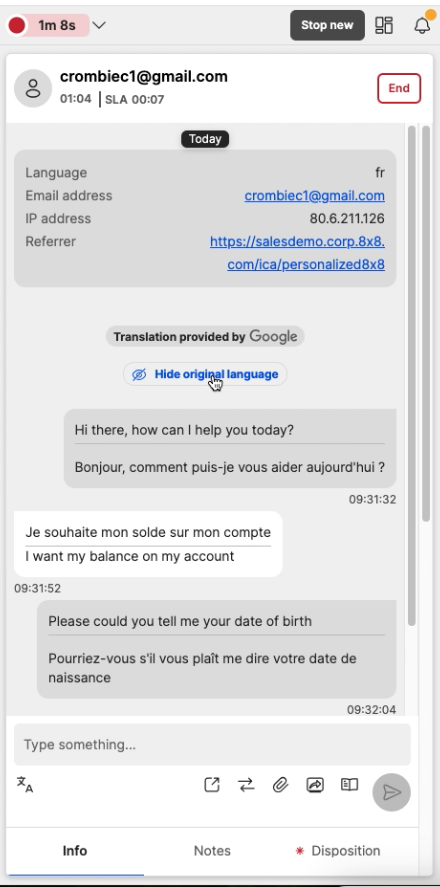 1m 8s
Stop new
crombiec1@gmail.com
01:04 | SLA 00:07
End
Today
Language fr
Email address crombiec1@gmail.com
IP address 80.6.211.126
Referrer https://salesdemo.corp.8x8.
com/ica/personalized8x8
Translation provided by Google
Hide original language
Hi there, how can I help you today?
Bonjour, comment puis-je vous aider aujourd'hui ?
09:31:32
Je souhaite mon solde sur mon compte
I want my balance on my account
09:31:52
Please could you tell me your date of birth
Pourriez-vous s'il vous plaît me dire votre date de
naissance
09:32:04
Type something...
文A
Info
Notes
* Disposition